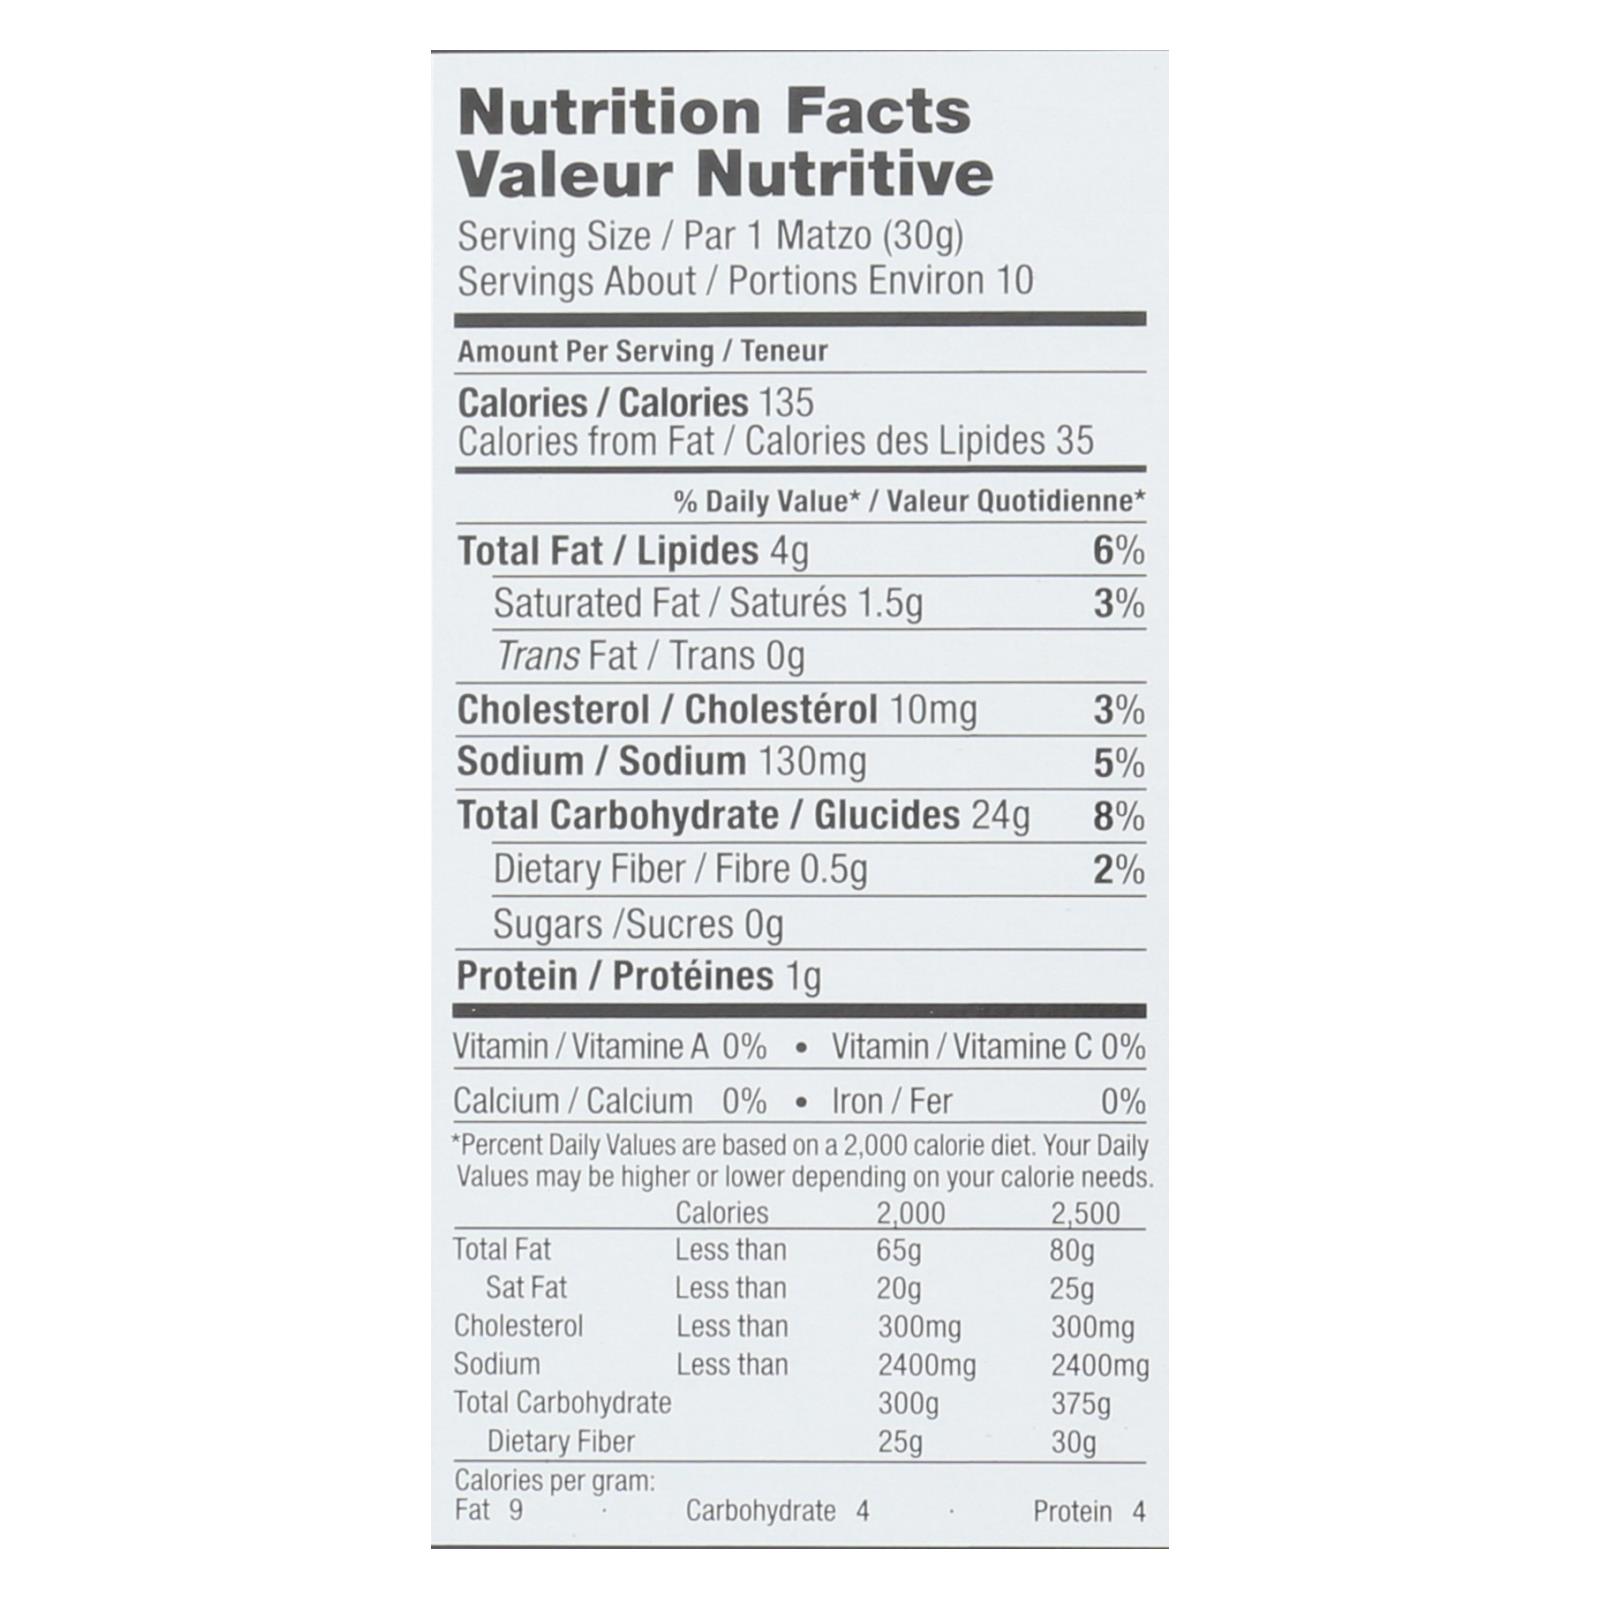 Nutrition Facts
Valeur Nutritive
Serving Size / Par 1 Matzo (30g)
Servings About / Portions Environ 10
Amount Per Serving / Teneur
Calories / Calories 135
Calories from Fat / Calories des Lipides 35
% Daily Value* / Valeur Quotidienne*
Total Fat / Lipides 4g 6%
Saturated Fat / Saturés 1.5g 3%
Trans Fat / Trans 0g
Cholesterol / Cholestérol 10mg 3%
Sodium / Sodium 130mg 5%
Total Carbohydrate / Glucides 24g 8%
Dietary Fiber / Fibre 0.5g 2%
Sugars /Sucres 0g
Protein / Protéines 1g
Vitamin / Vitamine A 0% • Vitamin / Vitamine C 0%
Calcium / Calcium 0% • Iron / Fer 0%
*Percent Daily Values are based on a 2,000 calorie diet. Your Daily
Values may be higher or lower depending on your calorie needs.
Calories 2,000 2,500
Total Fat Less than 65g 80g
Sat Fat Less than 20g 25g
Cholesterol Less than 300mg 300mg
Sodium Less than 2400mg 2400mg
Total Carbohydrate 300g 375g
Dietary Fiber 25g 30g
Calories per gram:
Fat 9 · Carbohydrate 4 · Protein 4